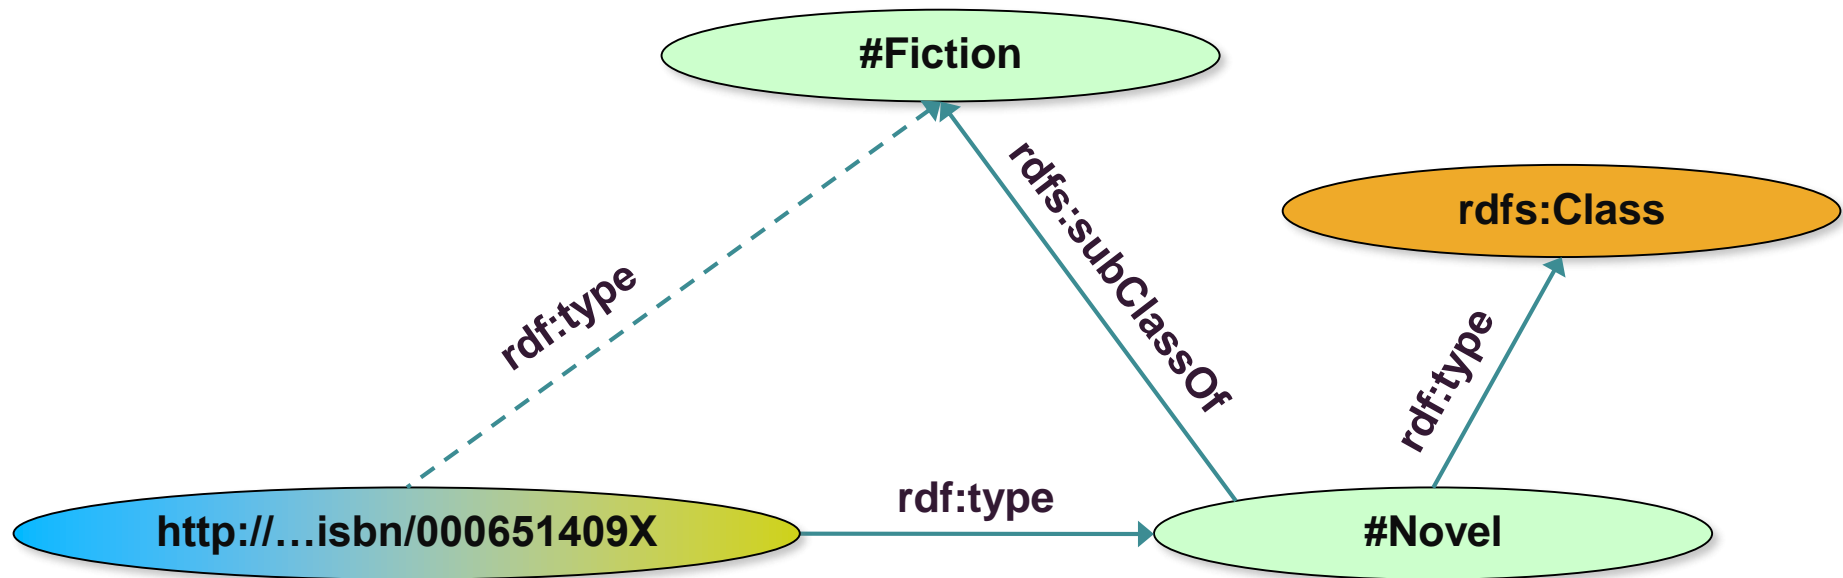 #Fiction
rdfs:subClassOf
rdfs:Class
rdf:type
rdf:type
rdf:type
http://…isbn/000651409X
#Novel